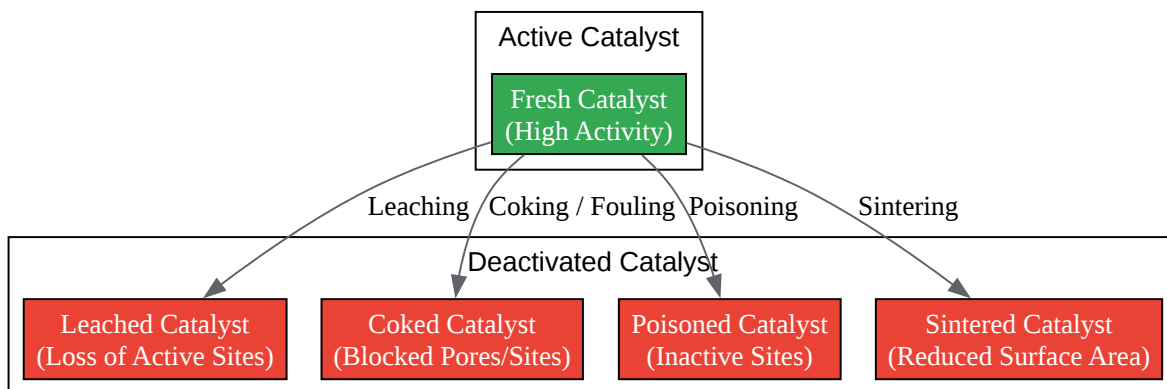 Active Catalyst
Fresh Catalyst
(High Activity)
Leaching
Coking / Fouling
Poisoning
Sintering
Deactivated Catalyst
Leached Catalyst
(Loss of Active Sites)
Coked Catalyst
(Blocked Pores/Sites)
Poisoned Catalyst
(Inactive Sites)
Sintered Catalyst
(Reduced Surface Area)